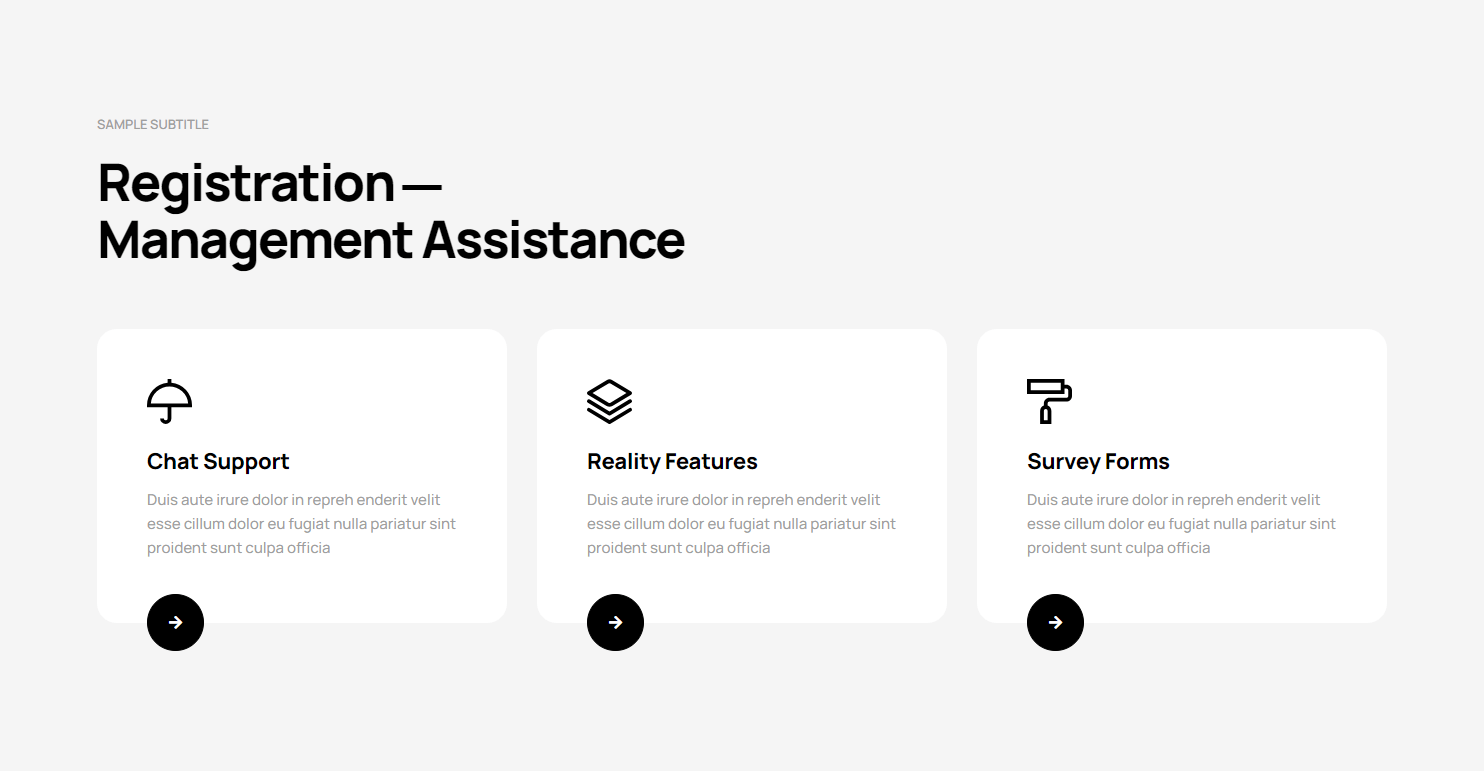 SAMPLE SUBTITLE
Registration —
Management Assistance
Chat Support
Duis aute irure dolor in repreh enderit velit
esse cillum dolor eu fugiat nulla pariatur sint
proident sunt culpa officia
Reality Features
Duis aute irure dolor in repreh enderit velit
esse cillum dolor eu fugiat nulla pariatur sint
proident sunt culpa officia
Survey Forms
Duis aute irure dolor in repreh enderit velit
esse cillum dolor eu fugiat nulla pariatur sint
proident sunt culpa officia